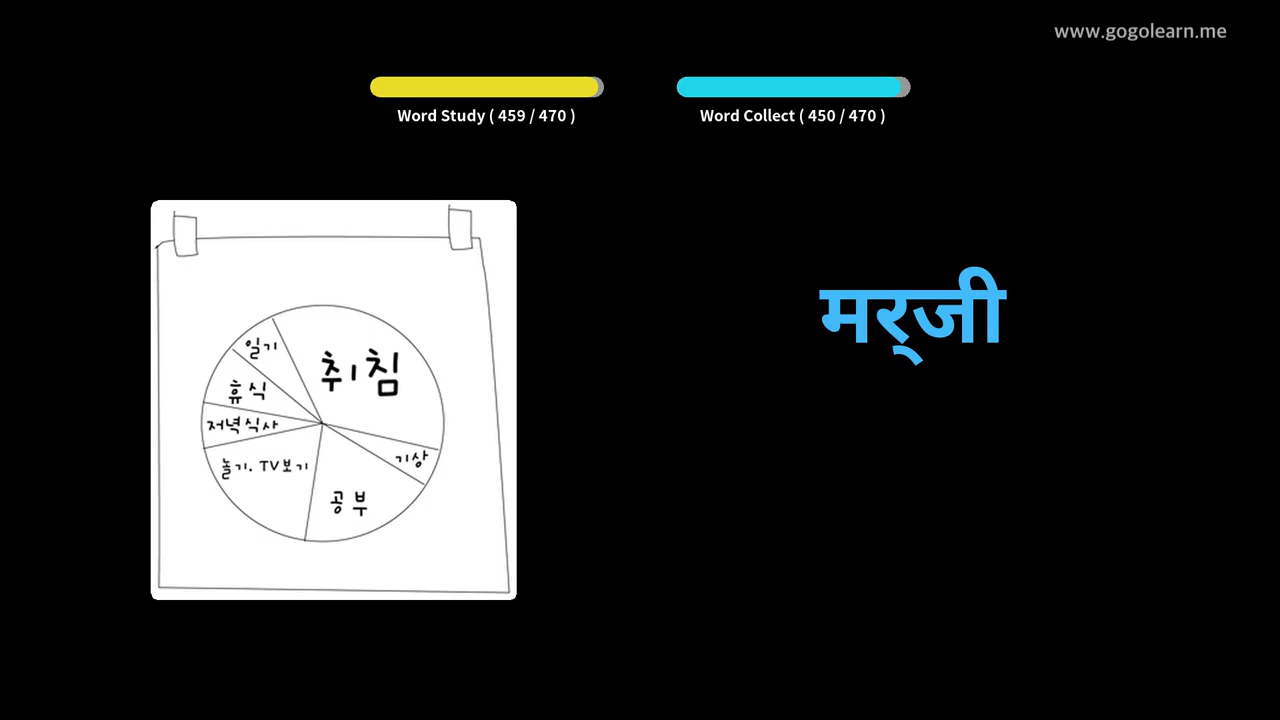 www.gogolearn.me
Word Study ( 459 / 470 )
Word Collect ( 450 / 470 )
मर्‌जी
일기
취침
휴식
저녁식사
놀기. TV보기
기상
공부